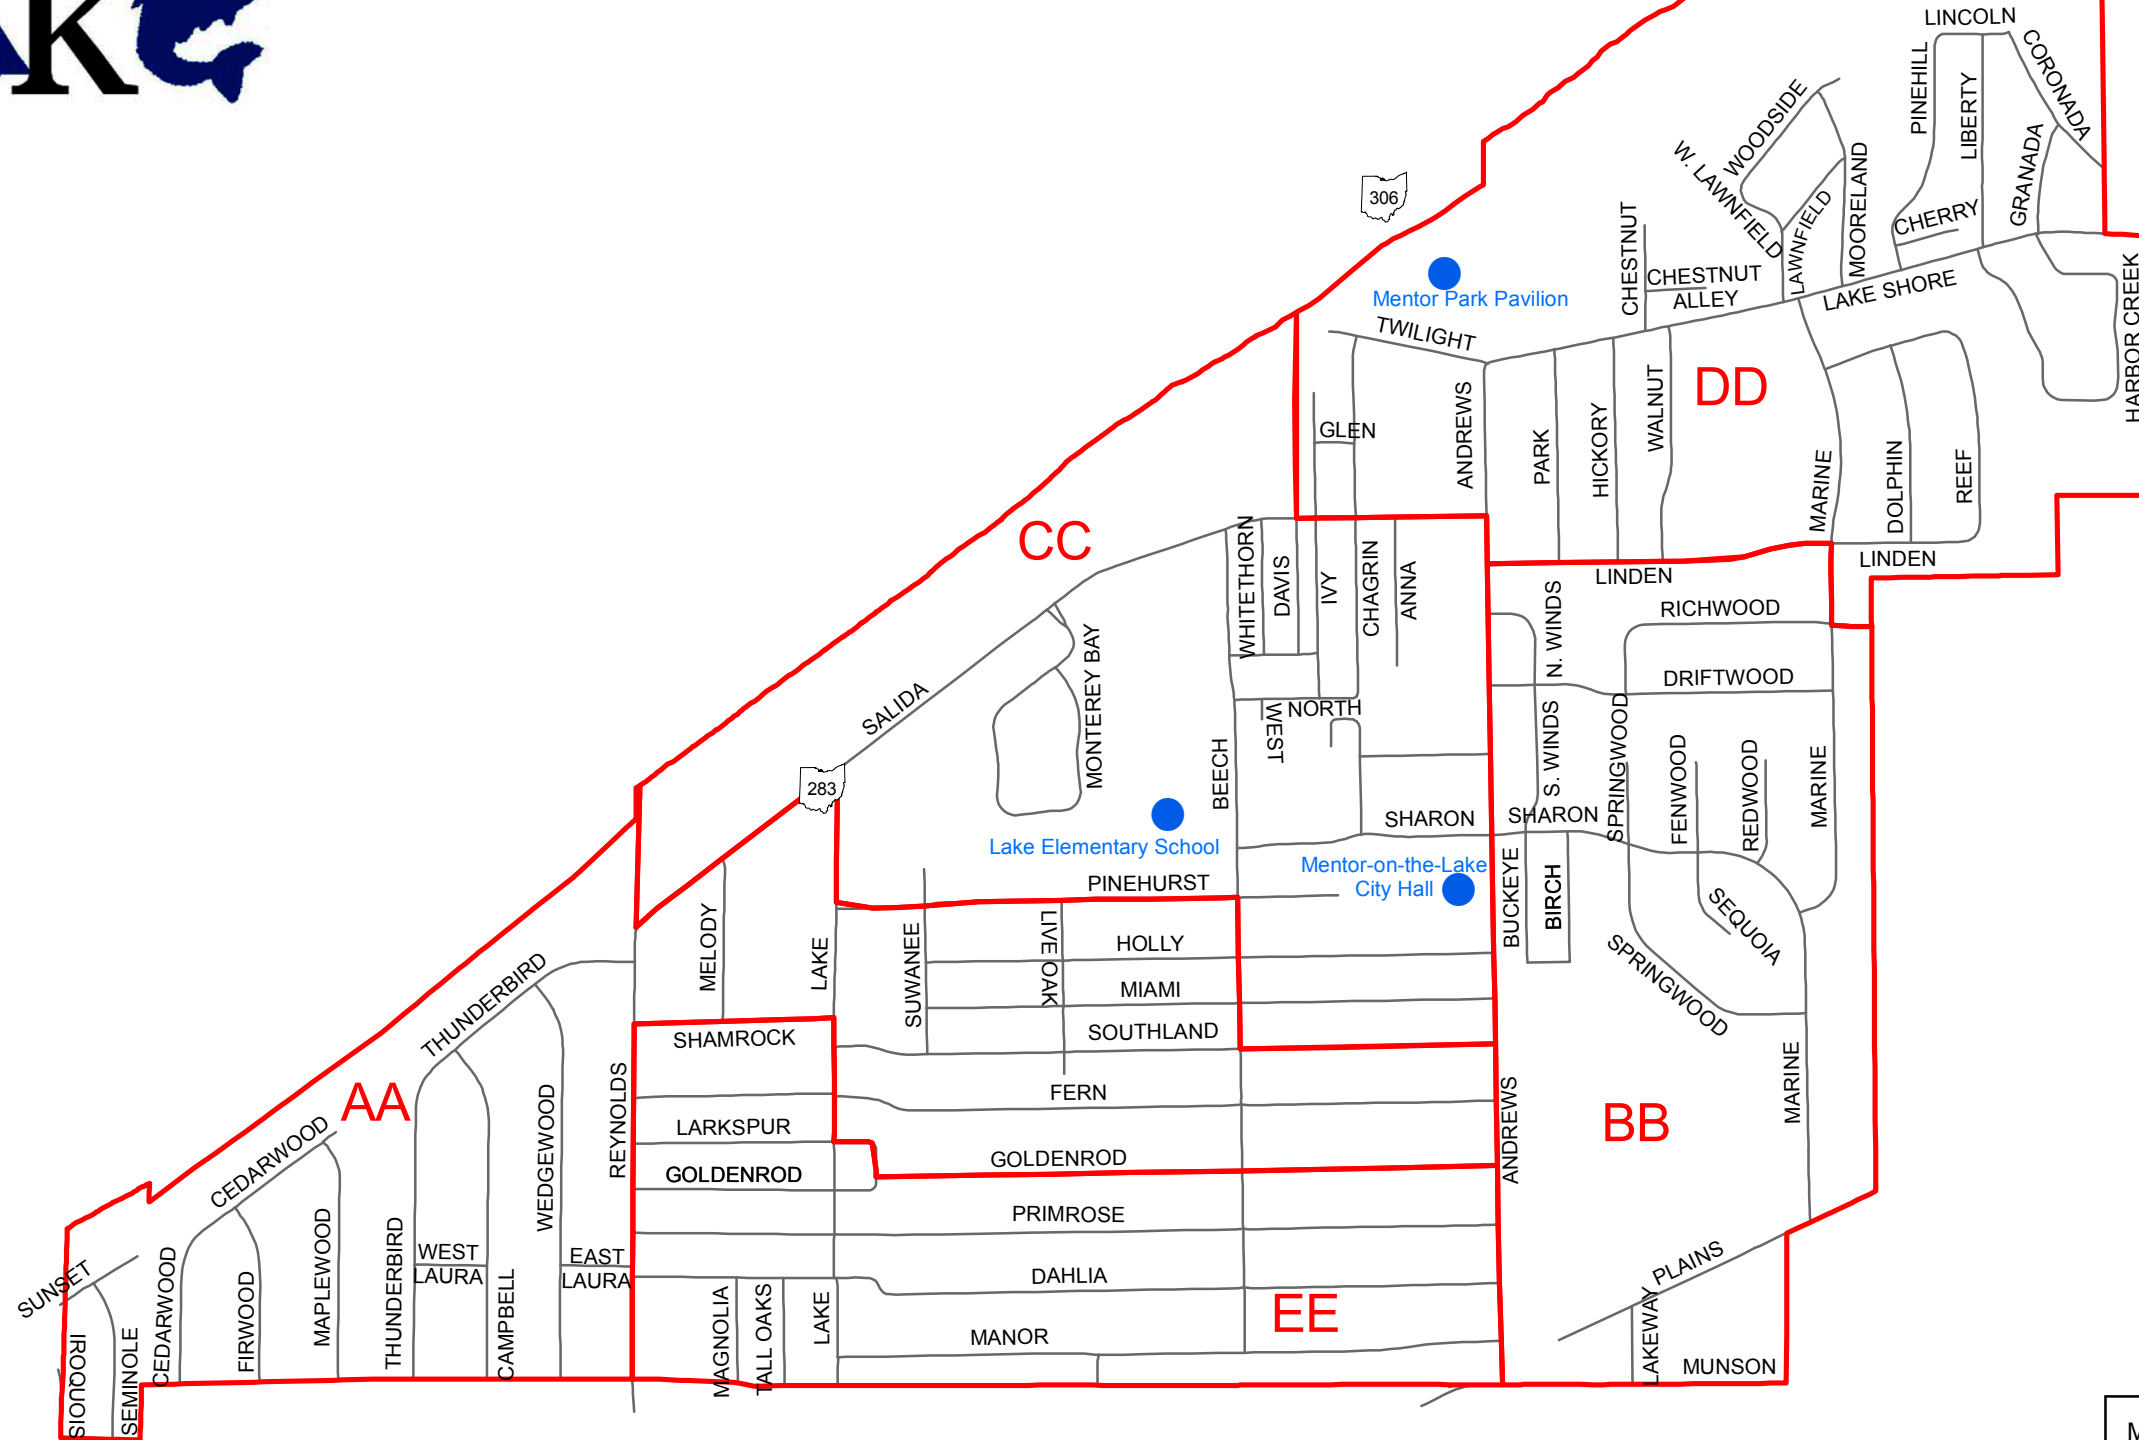 AK
LINCOLN
CORONADA
PINEHILL
LIBERTY
WOODSIDE
W. LAWNFIELD
MOORELAND
GRANADA
306
CHERRY
LAWNFIELD
CHESTNUT
CHESTNUT
ALLEY
LAKE SHORE
HARBOR CREEK
Mentor Park Pavilion
TWILIGHT
DD
GLEN
ANDREWS
PARK
HICKORY
WALNUT
MARINE
DOLPHIN
REEF
CC
LINDEN
LINDEN
WHITETHORN
DAVIS
IVY
CHAGRIN
ANNA
N. WINDS
RICHWOOD
DRIFTWOOD
MONTEREY BAY
SALIDA
NORTH
WEST
BEECH
S. WINDS
SPRINGWOOD
FENWOOD
REDWOOD
MARINE
283
SHARON
SHARON
Lake Elementary School
Mentor-on-the-Lake
City Hall
PINEHURST
BUCKEYE
BIRCH
SEQUOIA
SPRINGWOOD
MELODY
LAKE
SUWANEE
LIVE OAK
HOLLY
MIAMI
SOUTHLAND
THUNDERBIRD
SHAMROCK
AA
REYNOLDS
FERN
ANDREWS
BB
MARINE
WEDGEWOOD
LARKSPUR
CEDARWOOD
GOLDENROD
GOLDENROD
PRIMROSE
SUNSET
CEDARWOOD
FIRWOOD
MAPLEWOOD
THUNDERBIRD
WEST
LAURA
CAMPBELL
EAST
LAURA
DAHLIA
PLAINS
EE
MAGNOLIA
TALL OAKS
LAKE
MANOR
LAKEWAY
MUNSON
IROQUOIS
SEMINOLE
M